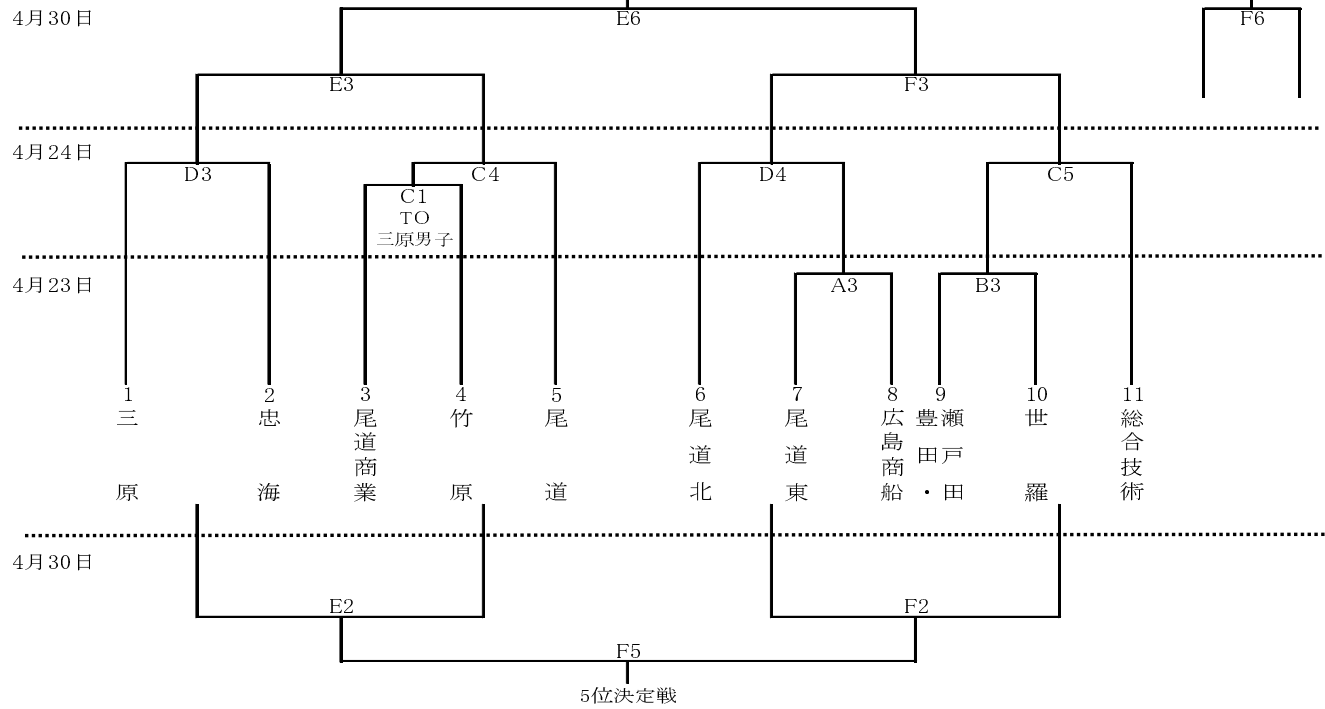 4月30日
E6
F6
E3
F3
4月24日
D3
C4
D4
C5
C1
TO
三原男子
4月23日
A3
B3
1
三原
2
忠海
3
尾道商業
4
竹原
5
尾道
6
尾道北
7
尾道東
8
広島商船
9
瀬戸田
豊田・
10
世羅
11
総合技術
4月30日
E2
F2
F5
5位決定戦